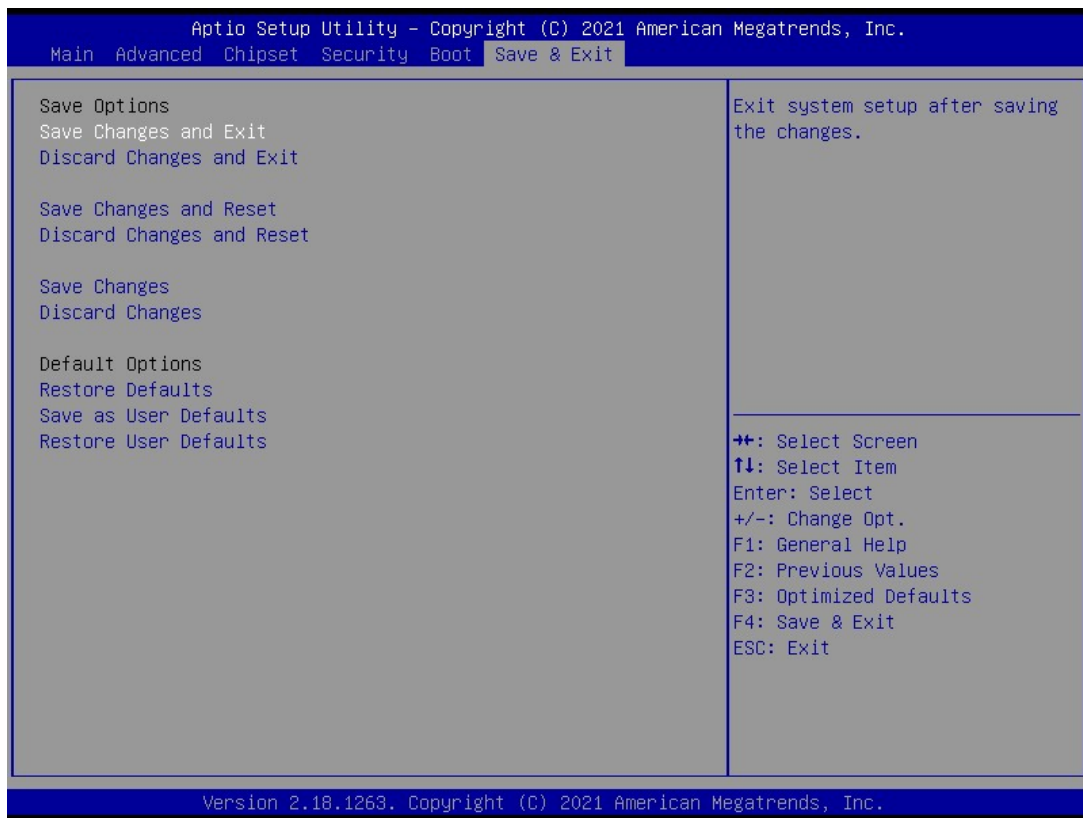 Aptio Setup Utility – Copyright (C) 2021 American Megatrends, Inc.
Main Advanced Chipset Security Boot Save & Exit
Save Options
Save Changes and Exit
Discard Changes and Exit
Save Changes and Reset
Discard Changes and Reset
Save Changes
Discard Changes
Default Options
Restore Defaults
Save as User Defaults
Restore User Defaults
Exit system setup after saving
the changes.
→←: Select Screen
↑↓: Select Item
Enter: Select
+/-: Change Opt.
F1: General Help
F2: Previous Values
F3: Optimized Defaults
F4: Save & Exit
ESC: Exit
Version 2.18.1263. Copyright (C) 2021 American Megatrends, Inc.